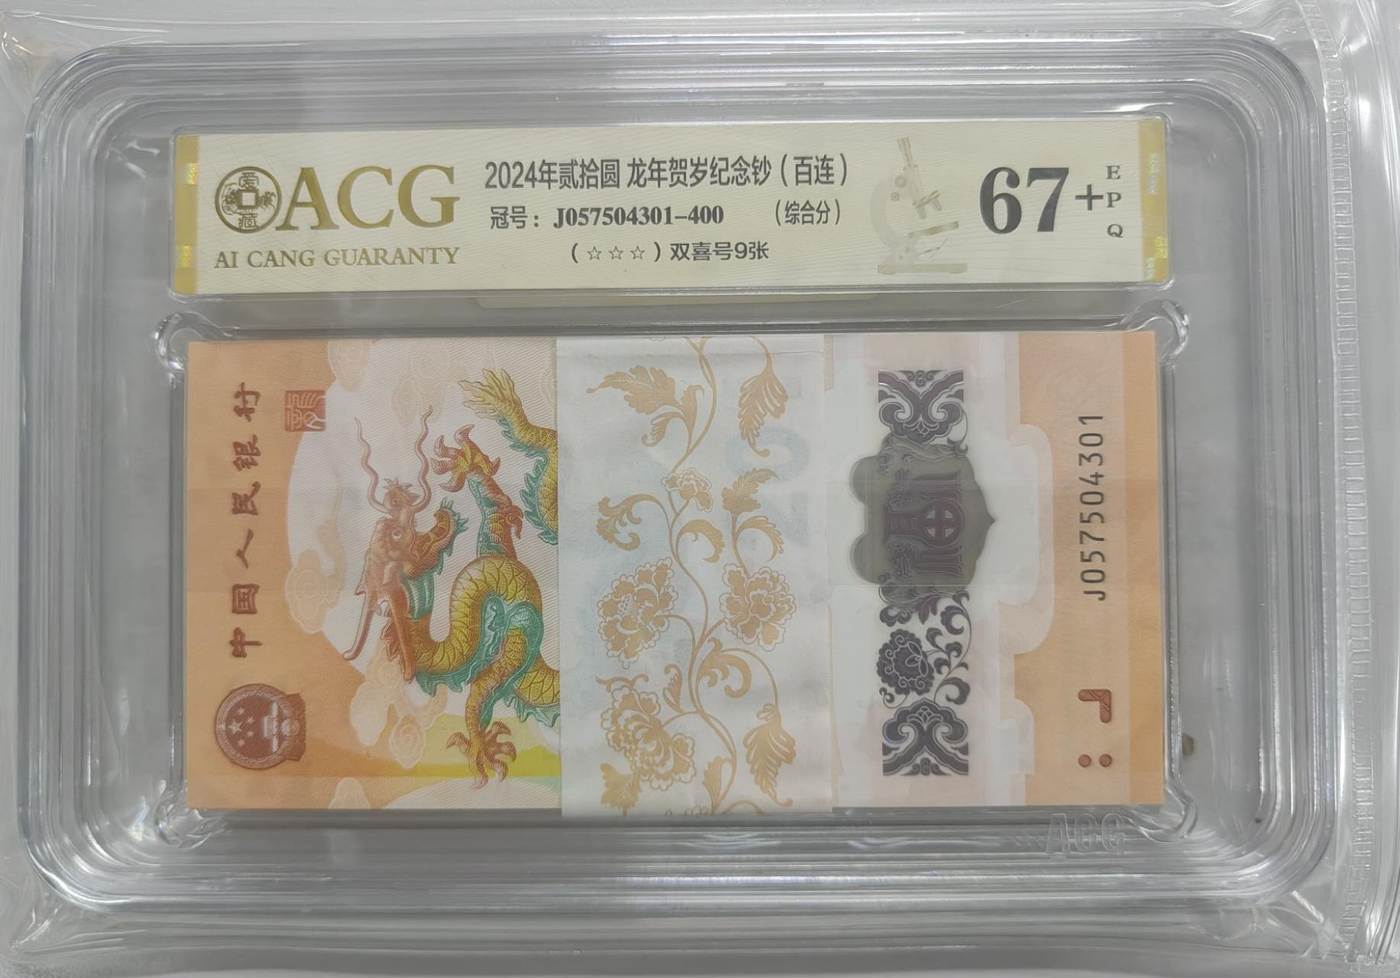 ACG
AI CANG GUARANTY
2024年贰拾圆 龙年贺岁纪念钞（百连）
冠号：J057504301-400 （综合分）
（☆☆☆）双喜号9张
67+
EPQ
中国人民银行
J057504301
ACG